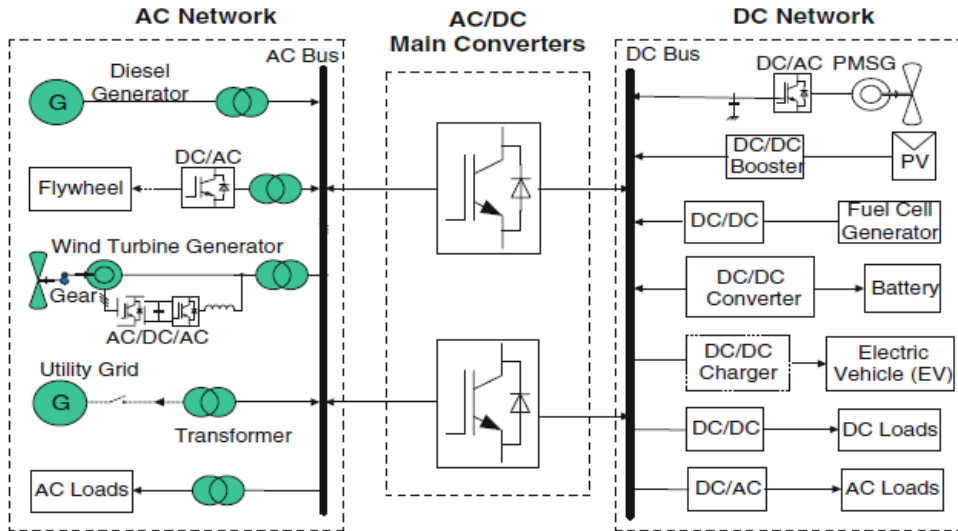 AC Network
AC/DC
Main Converters
DC Network
AC Bus
Diesel
Generator
G
DC/AC
Flywheel
Wind Turbine Generator
Gear
AC/DC/AC
Utility Grid
G
Transformer
AC Loads
DC Bus
DC/AC PMSG
DC/DC
Booster
PV
DC/DC
Fuel Cell
Generator
DC/DC
Converter
Battery
DC/DC
Charger
Electric
Vehicle (EV)
DC/DC
DC Loads
DC/AC
AC Loads